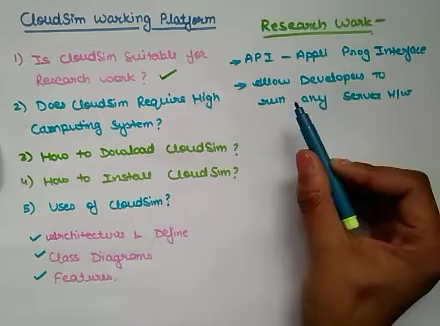 CloudSim Working Platform
1) Is CloudSim Suitable for
Research work? ✓
2) Does CloudSim Require High
Computing System?
3) How to Download CloudSim?
4) How to Install CloudSim?
5) Uses of CloudSim?
✓ Architecture & Define
✓ Class Diagrams
✓ Features.
Research Work -
→ API - Appli Prog Interface
→ allow Developers to
run any Server H/W